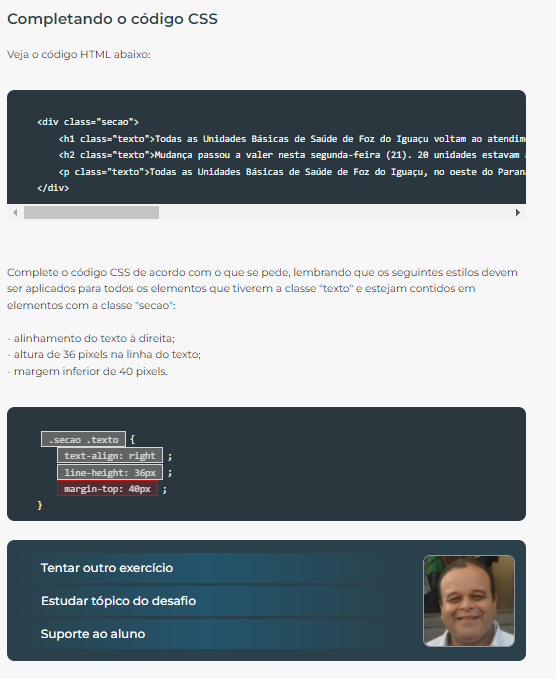 Completando o código CSS
Veja o código HTML abaixo:
<div class="secao">
<h1 class="texto">Todas as Unidades Básicas de Saúde de Foz do Iguaçu voltam ao atendim
<h2 class="texto">Mudança passou a valer nesta segunda-feira (21). 20 unidades estavam
<p class="texto">Todas as Unidades Básicas de Saúde de Foz do Iguaçu, no oeste do Paran
</div>
Complete o código CSS de acordo com o que se pede, lembrando que os seguintes estilos devem
ser aplicados para todos os elementos que tiverem a classe "texto" e estejam contidos em
elementos com a classe "secao":
- alinhamento do texto à direita;
- altura de 36 pixels na linha do texto;
- margem inferior de 40 pixels.
.secao .texto {
text-align: right ;
line-height: 36px ;
margin-top: 40px ;
}
Tentar outro exercício
Estudar tópico do desafio
Suporte ao aluno